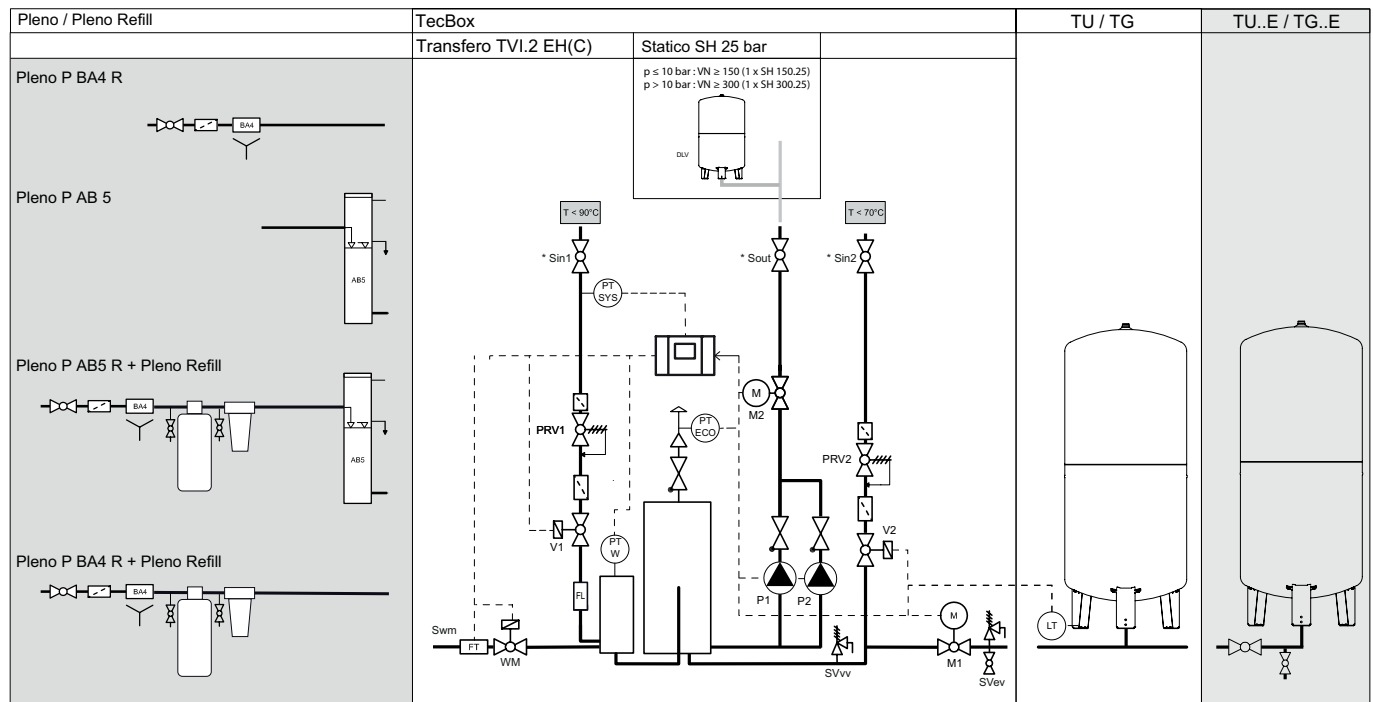 Pleno / Pleno Refill
TecBox
TU / TG
TU..E / TG..E
Transfero TVI.2 EH(C)
Statico SH 25 bar
Pleno P BA4 R
BA4
Pleno P AB 5
AB5
Pleno P AB5 R + Pleno Refill
BA4
AB5
Pleno P BA4 R + Pleno Refill
BA4
p ≤ 10 bar : VN ≥ 150 (1 x SH 150.25)
p > 10 bar : VN ≥ 300 (1 x SH 300.25)
DLV
T < 90°C
T < 70°C
* Sin1
* Sout
* Sin2
PT
SYS
M
M2
PT
ECO
PRV1
PRV2
V1
V2
PT
W
FL
P1
P2
Swm
FT
WM
SVvv
M
M1
SVev
LT